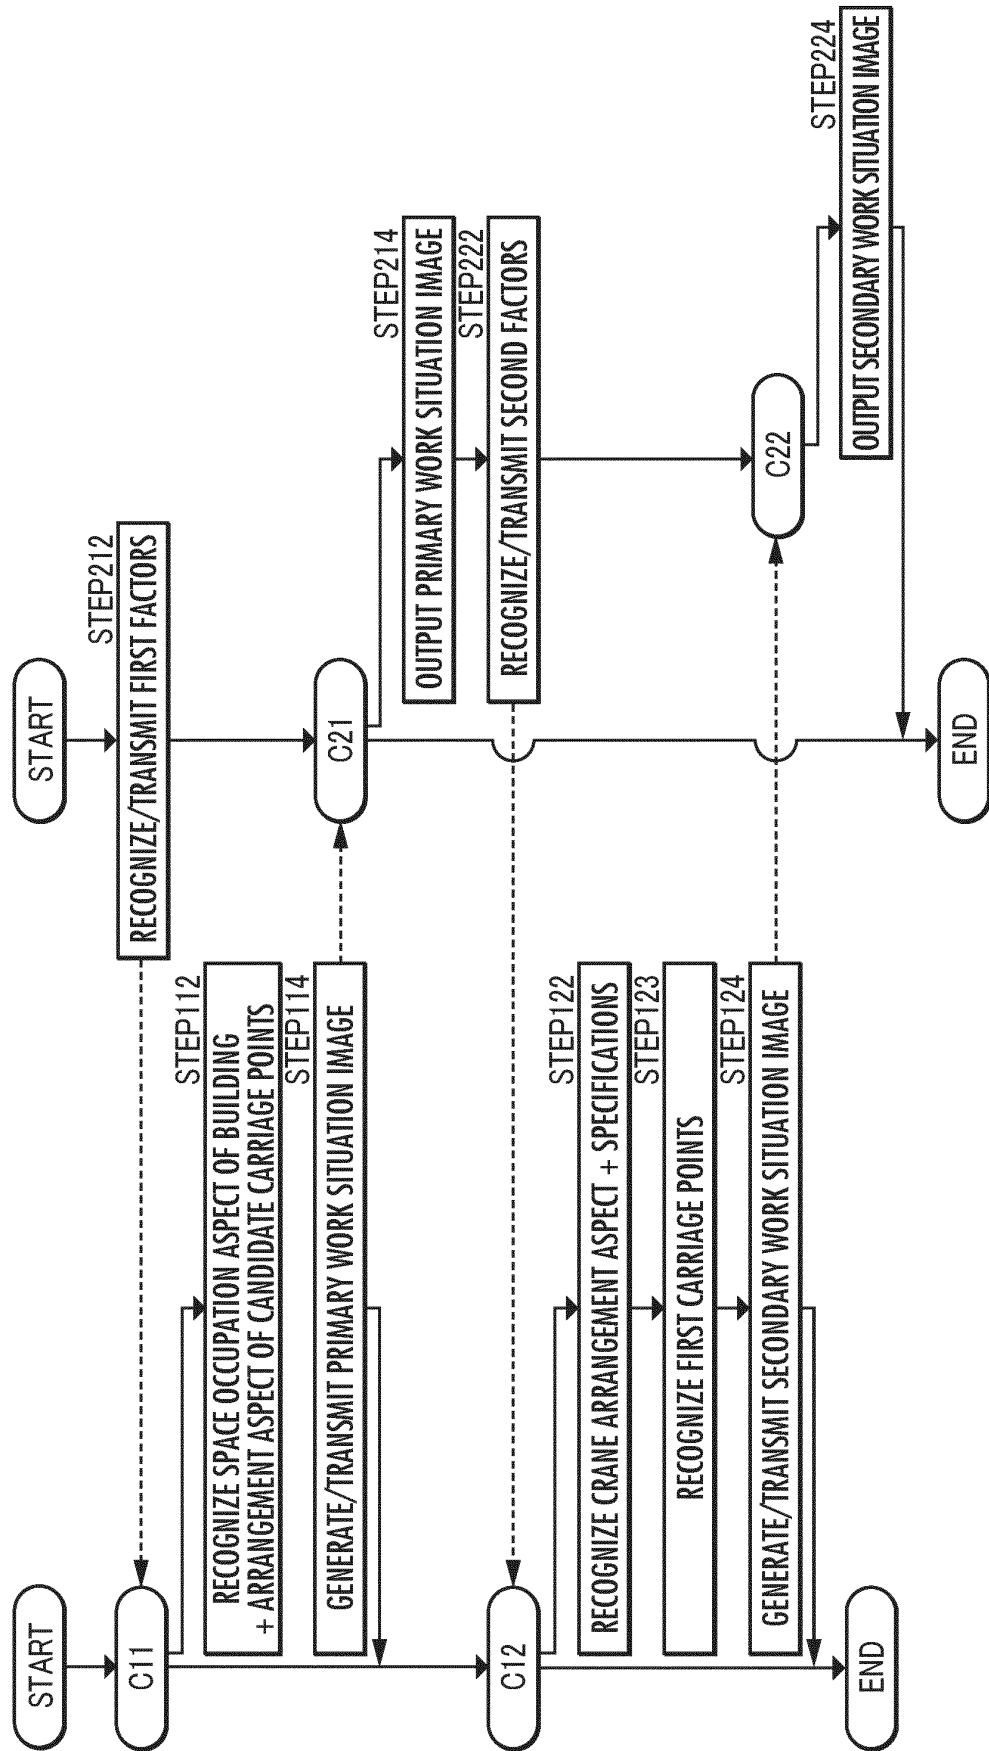 START
C11
STEP112
RECOGNIZE SPACE OCCUPATION ASPECT OF BUILDING
+ ARRANGEMENT ASPECT OF CANDIDATE CARRIAGE POINTS
STEP114
GENERATE/TRANSMIT PRIMARY WORK SITUATION IMAGE
C12
STEP122
RECOGNIZE CRANE ARRANGEMENT ASPECT + SPECIFICATIONS
STEP123
RECOGNIZE FIRST CARRIAGE POINTS
STEP124
GENERATE/TRANSMIT SECONDARY WORK SITUATION IMAGE
END
START
STEP212
RECOGNIZE/TRANSMIT FIRST FACTORS
C21
STEP214
OUTPUT PRIMARY WORK SITUATION IMAGE
STEP222
RECOGNIZE/TRANSMIT SECOND FACTORS
C22
STEP224
OUTPUT SECONDARY WORK SITUATION IMAGE
END